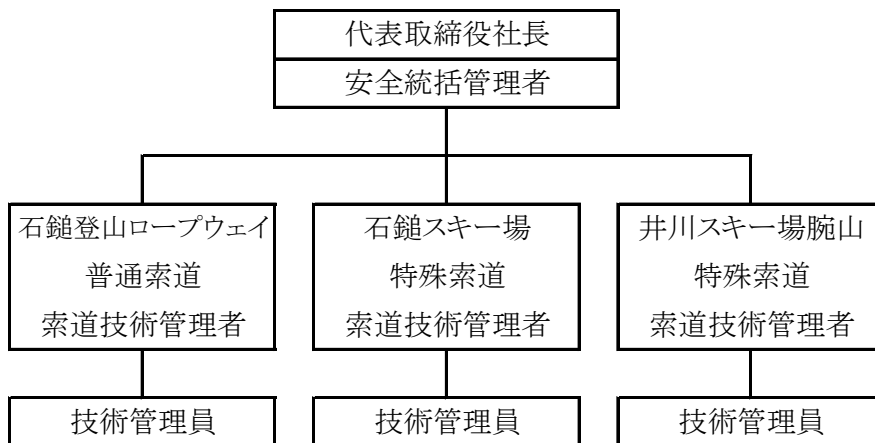 代表取締役社長
安全統括管理者
石鎚登山ロープウェイ
普通索道
索道技術管理者
石鎚スキー場
特殊索道
索道技術管理者
井川スキー場腕山
特殊索道
索道技術管理者
技術管理員
技術管理員
技術管理員